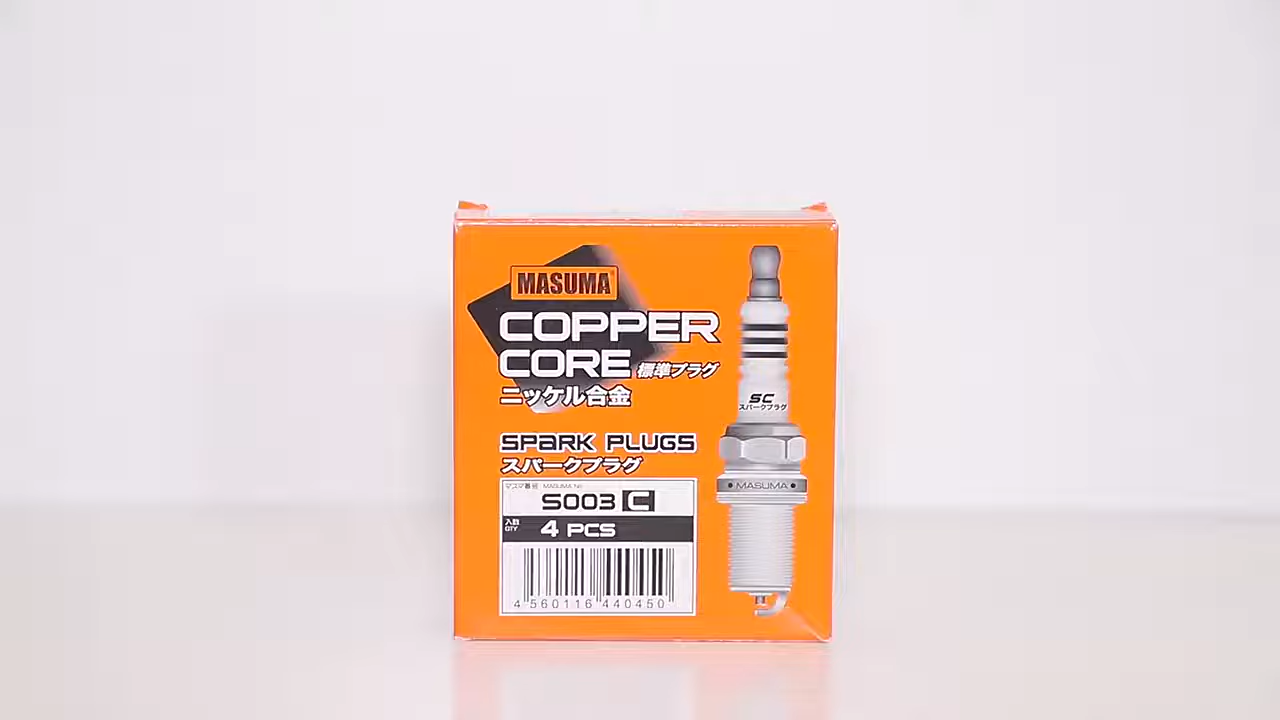 MASUMA
COPPER
CORE 標準プラグ
ニッケル合金
SPARK PLUGS
スパークプラグ
マスマ番号 MASUMA No
S003 C
入数
QTY 4 PCS
4 560116 440450
SC
スパークプラグ
• MASUMA •